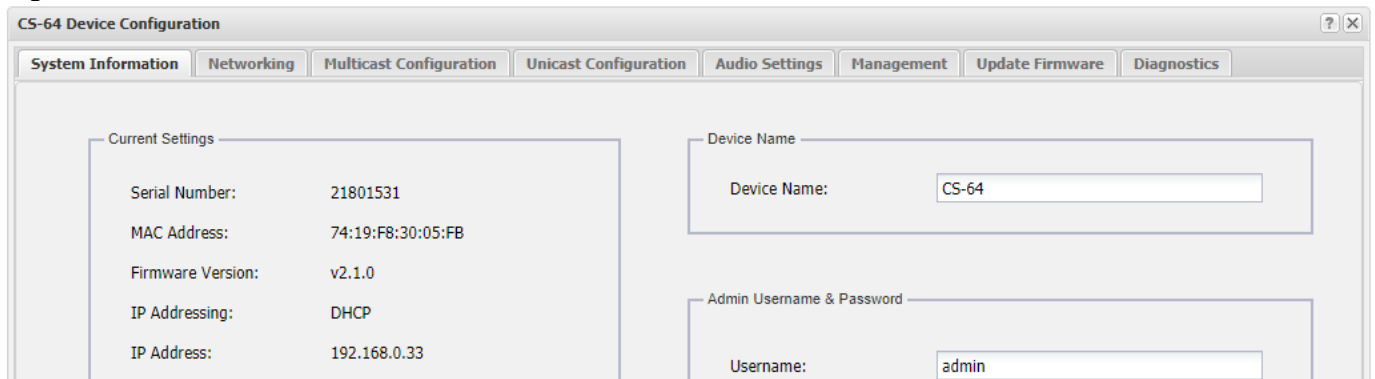 CS-64 Device Configuration
System Information Networking Multicast Configuration Unicast Configuration Audio Settings Management Update Firmware Diagnostics
Current Settings
Serial Number: 21801531
MAC Address: 74:19:F8:30:05:FB
Firmware Version: v2.1.0
IP Addressing: DHCP
IP Address: 192.168.0.33
Device Name
Device Name: CS-64
Admin Username & Password
Username: admin